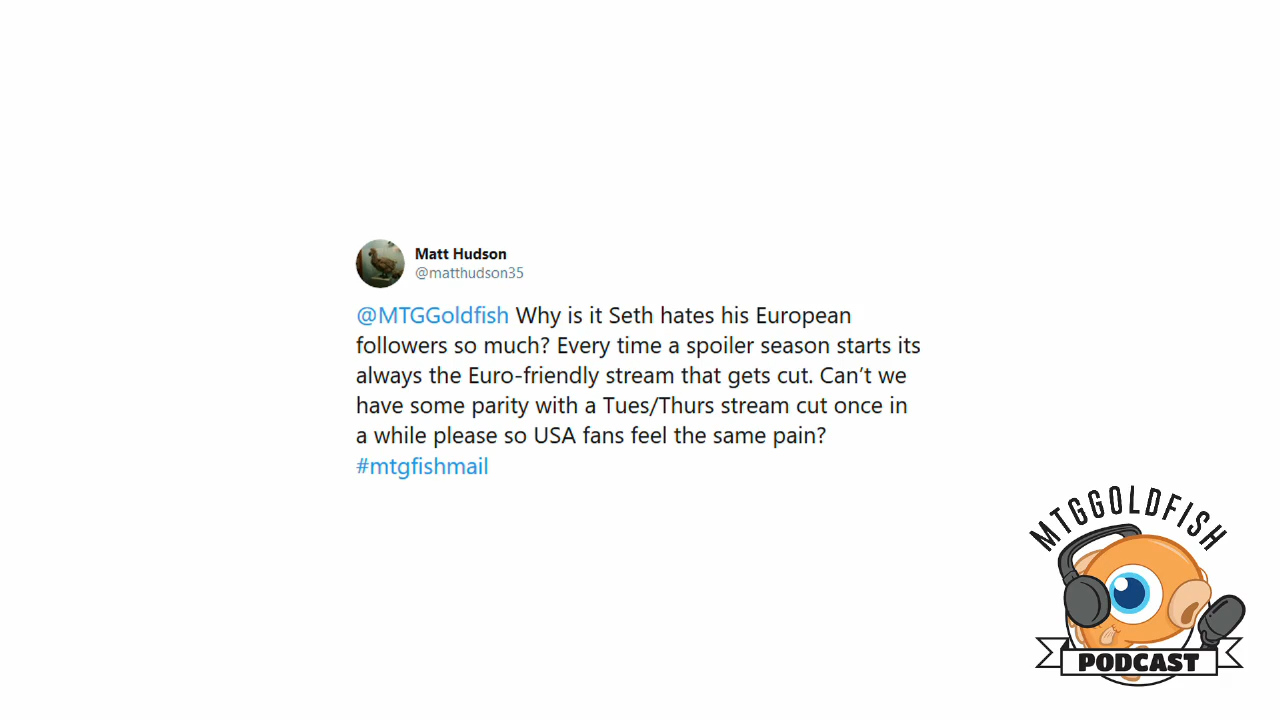 Matt Hudson
@matthudson35
@MTGGoldfish Why is it Seth hates his European
followers so much? Every time a spoiler season starts its
always the Euro-friendly stream that gets cut. Can't we
have some parity with a Tues/Thurs stream cut once in
a while please so USA fans feel the same pain?
#mtgfishmail
MTGGOLDFISH
PODCAST